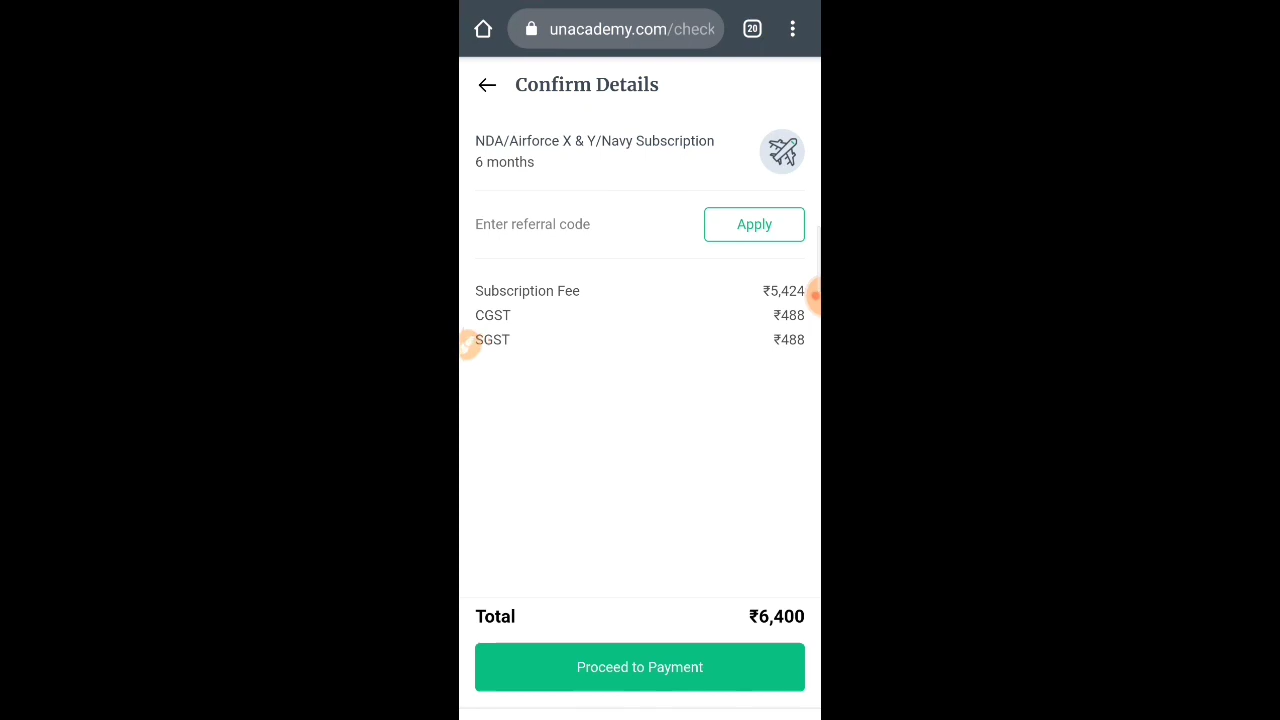 unacademy.com/check
20
Confirm Details
NDA/Airforce X & Y/Navy Subscription
6 months
Enter referral code
Apply
Subscription Fee ₹5,424
CGST ₹488
SGST ₹488
Total ₹6,400
Proceed to Payment